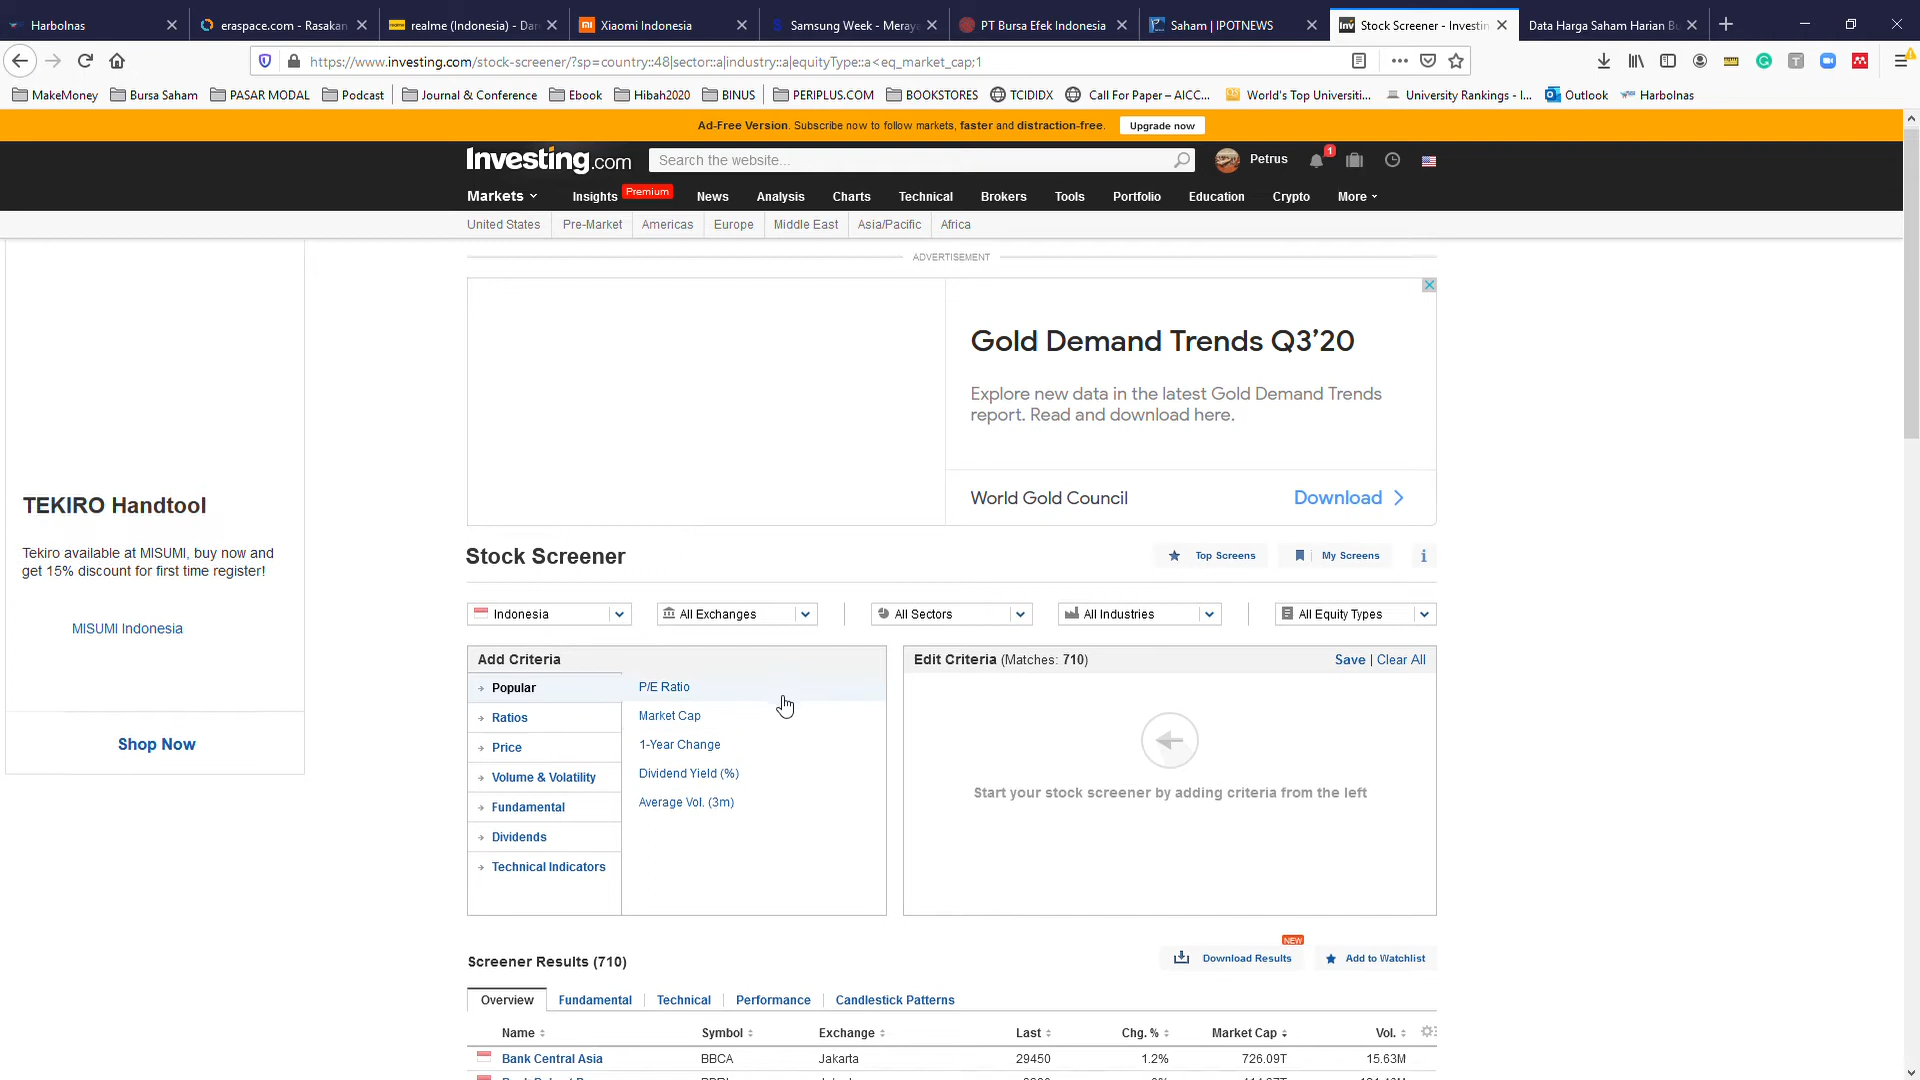 Harbolnas
eraspace.com - Rasakan
realme (Indonesia) - Dar
Xiaomi Indonesia
Samsung Week - Meraya
PT Bursa Efek Indonesia
Saham | IPOTNEWS
Stock Screener - Investin
Data Harga Saham Harian Bu
https://www.investing.com/stock-screener/?sp=country::48|sector::a|industry::a|equityType::a<eq_market_cap;1
MakeMoney
Bursa Saham
PASAR MODAL
Podcast
Journal & Conference
Ebook
Hibah2020
BINUS
PERIPLUS.COM
BOOKSTORES
TCIDIDX
Call For Paper – AICC...
World's Top Universiti...
University Rankings - I...
Outlook
Harbolnas
Ad-Free Version. Subscribe now to follow markets, faster and distraction-free.
Upgrade now
Investing.com
Search the website...
Petrus
1
Markets
Insights
Premium
News
Analysis
Charts
Technical
Brokers
Tools
Portfolio
Education
Crypto
More
United States
Pre-Market
Americas
Europe
Middle East
Asia/Pacific
Africa
ADVERTISEMENT
Gold Demand Trends Q3’20
Explore new data in the latest Gold Demand Trends
report. Read and download here.
World Gold Council
Download
TEKIRO Handtool
Tekiro available at MISUMI, buy now and
get 15% discount for first time register!
MISUMI Indonesia
Shop Now
Stock Screener
Top Screens
My Screens
Indonesia
All Exchanges
All Sectors
All Industries
All Equity Types
Add Criteria
Popular
Ratios
Price
Volume & Volatility
Fundamental
Dividends
Technical Indicators
P/E Ratio
Market Cap
1-Year Change
Dividend Yield (%)
Average Vol. (3m)
Edit Criteria (Matches: 710)
Save | Clear All
Start your stock screener by adding criteria from the left
Screener Results (710)
NEW
Download Results
Add to Watchlist
Overview
Fundamental
Technical
Performance
Candlestick Patterns
Name
Symbol
Exchange
Last
Chg. %
Market Cap
Vol.
Bank Central Asia
BBCA
Jakarta
29450
1.2%
726.09T
15.63M